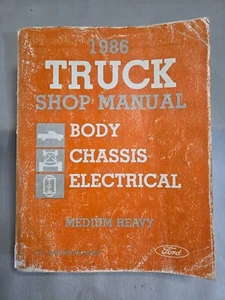 1986
TRUCK
SHOP MANUAL
BODY
CHASSIS
ELECTRICAL
MEDIUM HEAVY
Ford